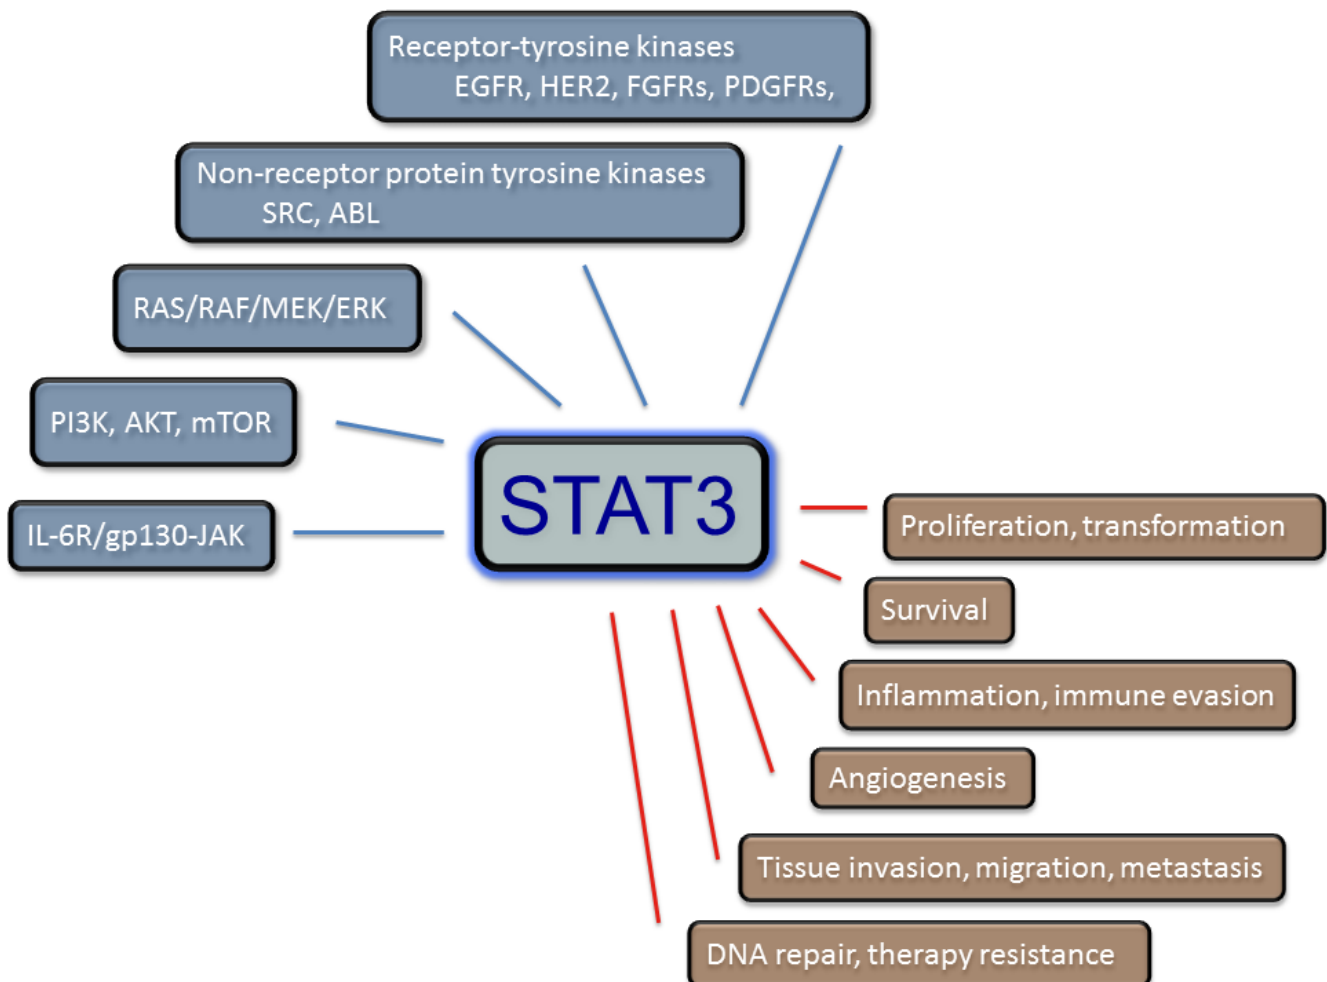 Receptor-tyrosine kinases
EGFR, HER2, FGFRs, PDGFRs,
Non-receptor protein tyrosine kinases
SRC, ABL
RAS/RAF/MEK/ERK
PI3K, AKT, mTOR
IL-6R/gp130-JAK
STAT3
Proliferation, transformation
Survival
Inflammation, immune evasion
Angiogenesis
Tissue invasion, migration, metastasis
DNA repair, therapy resistance